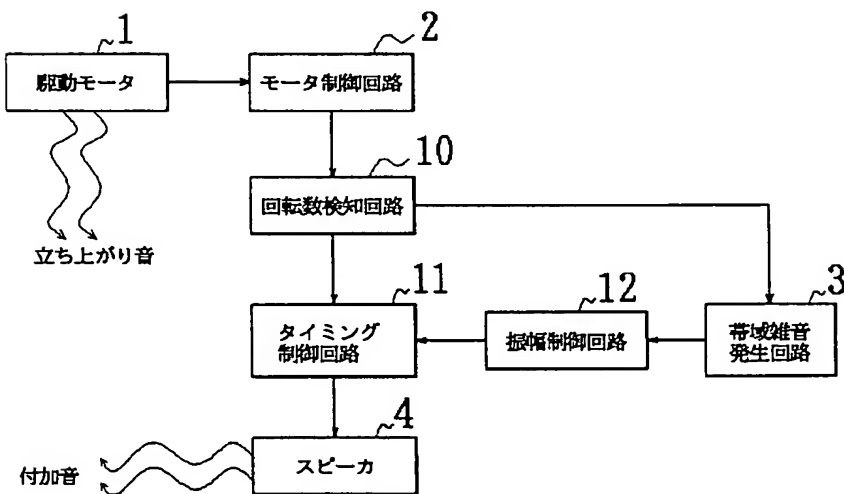 1
2
駆動モータ
モータ制御回路
10
回転数検知回路
立ち上がり音
11
12
3
タイミング
制御回路
振幅制御回路
帯域雑音
発生回路
4
スピーカ
付加音